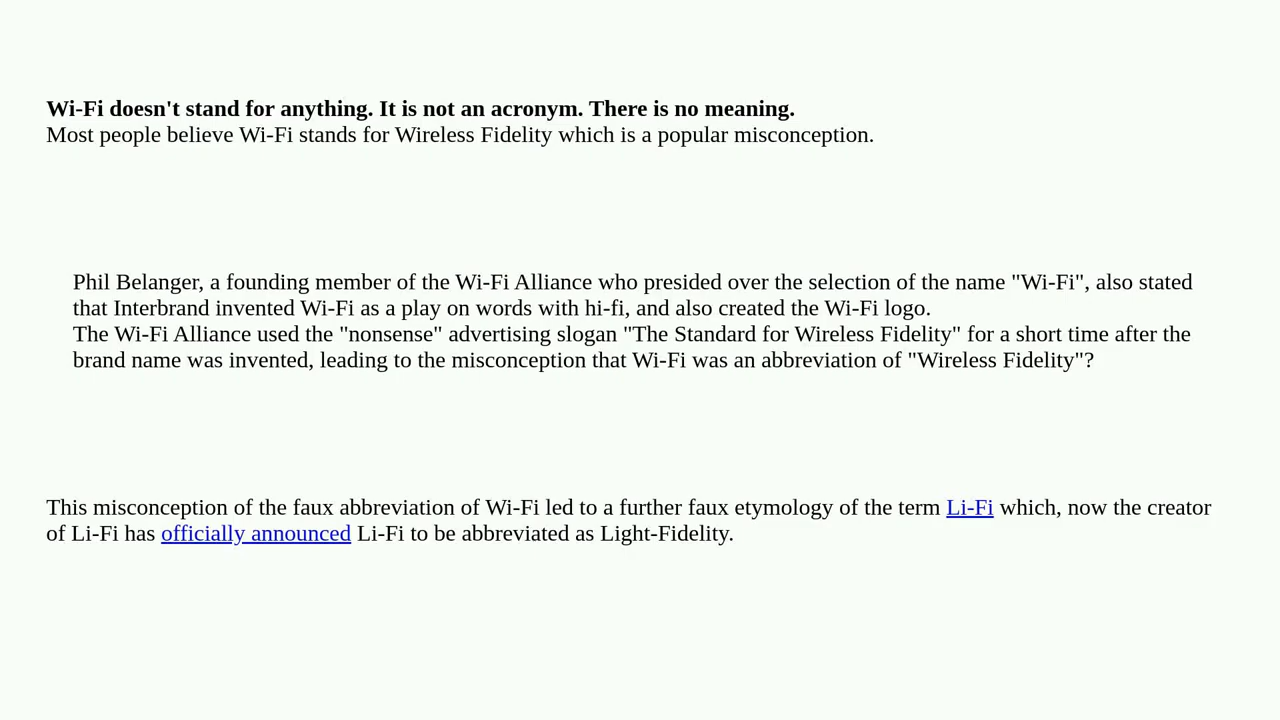 Wi-Fi doesn't stand for anything. It is not an acronym. There is no meaning.
Most people believe Wi-Fi stands for Wireless Fidelity which is a popular misconception.
Phil Belanger, a founding member of the Wi-Fi Alliance who presided over the selection of the name "Wi-Fi", also stated
that Interbrand invented Wi-Fi as a play on words with hi-fi, and also created the Wi-Fi logo.
The Wi-Fi Alliance used the "nonsense" advertising slogan "The Standard for Wireless Fidelity" for a short time after the
brand name was invented, leading to the misconception that Wi-Fi was an abbreviation of "Wireless Fidelity"?
This misconception of the faux abbreviation of Wi-Fi led to a further faux etymology of the term Li-Fi which, now the creator
of Li-Fi has officially announced Li-Fi to be abbreviated as Light-Fidelity.